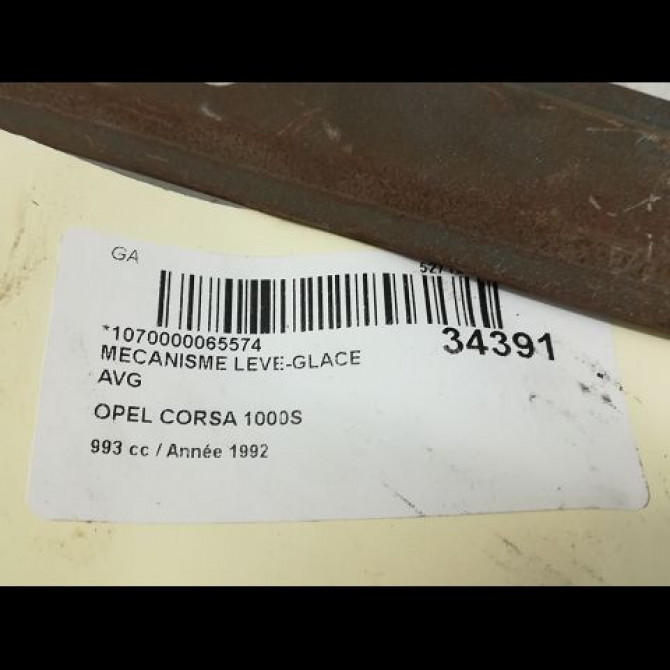 GA
*1070000065574
34391
MECANISME LEVE-GLACE
AVG
OPEL CORSA 1000S
993 cc / Année 1992